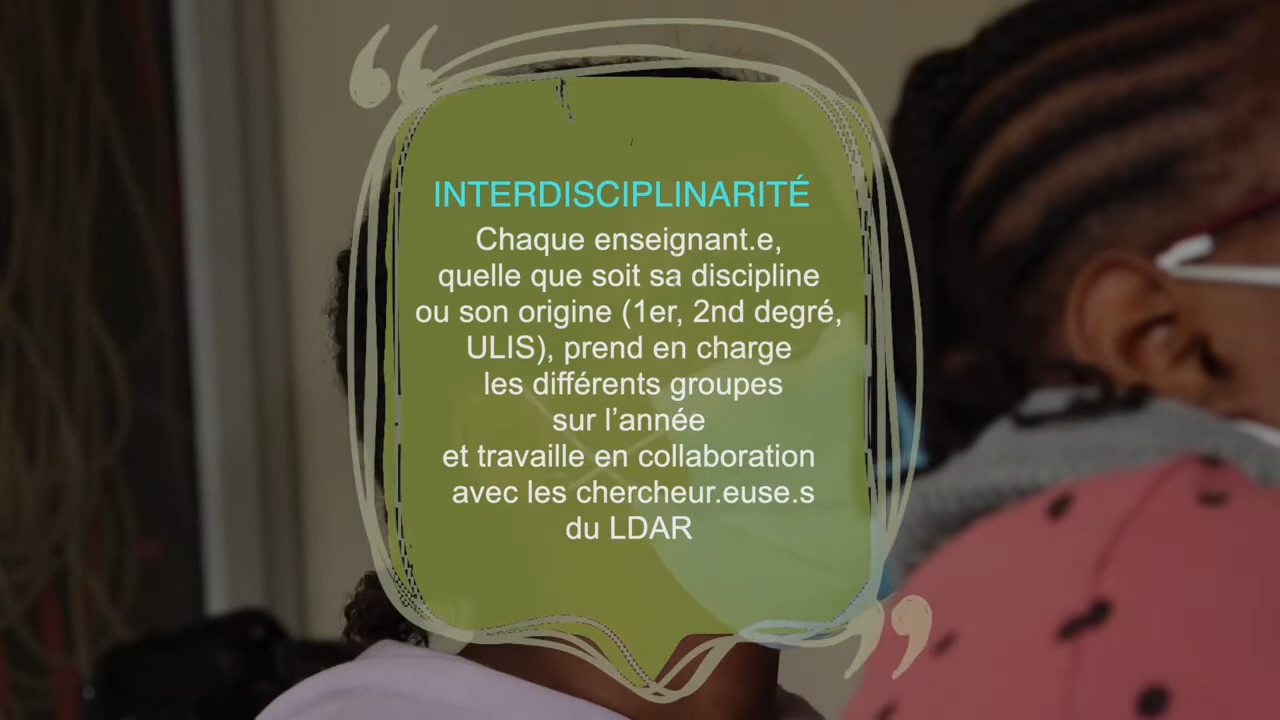 INTERDISCIPLINARITÉ
Chaque enseignant.e,
quelle que soit sa discipline
ou son origine (1er, 2nd degré,
ULIS), prend en charge
les différents groupes
sur l’année
et travaille en collaboration
avec les chercheur.euse.s
du LDAR